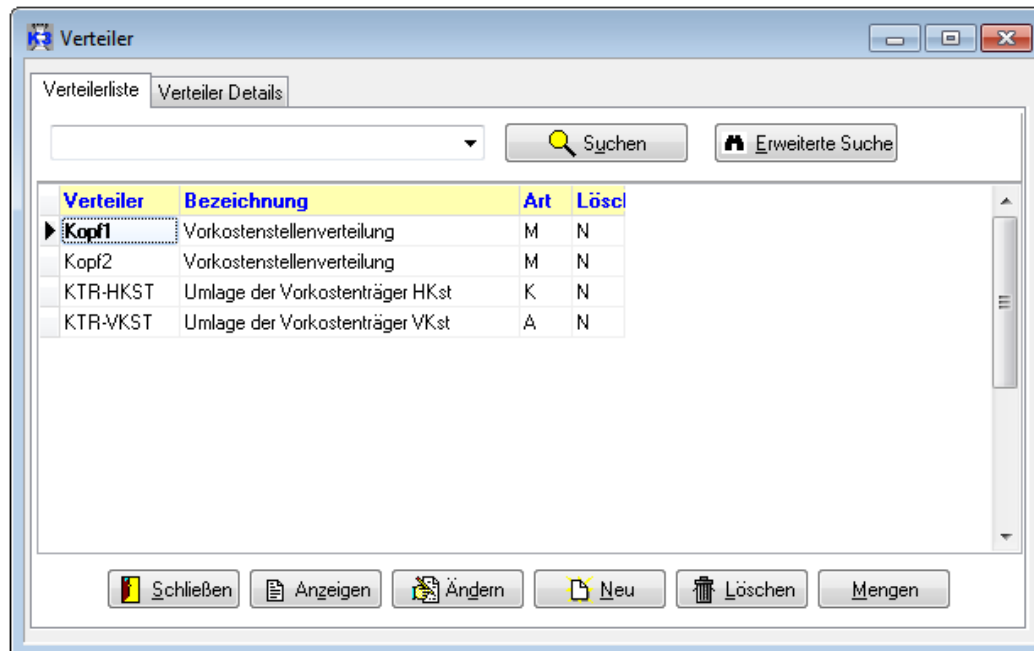 K3 Verteiler
Verteilerliste Verteiler Details
Suchen Erweiterte Suche
Verteiler Bezeichnung Art Lösch
Kopf1 Vorkostenstellenverteilung M N
Kopf2 Vorkostenstellenverteilung M N
KTR-HKST Umlage der Vorkostenträger HKst K N
KTR-VKST Umlage der Vorkostenträger VKst A N
Schließen Anzeigen Ändern Neu Löschen Mengen